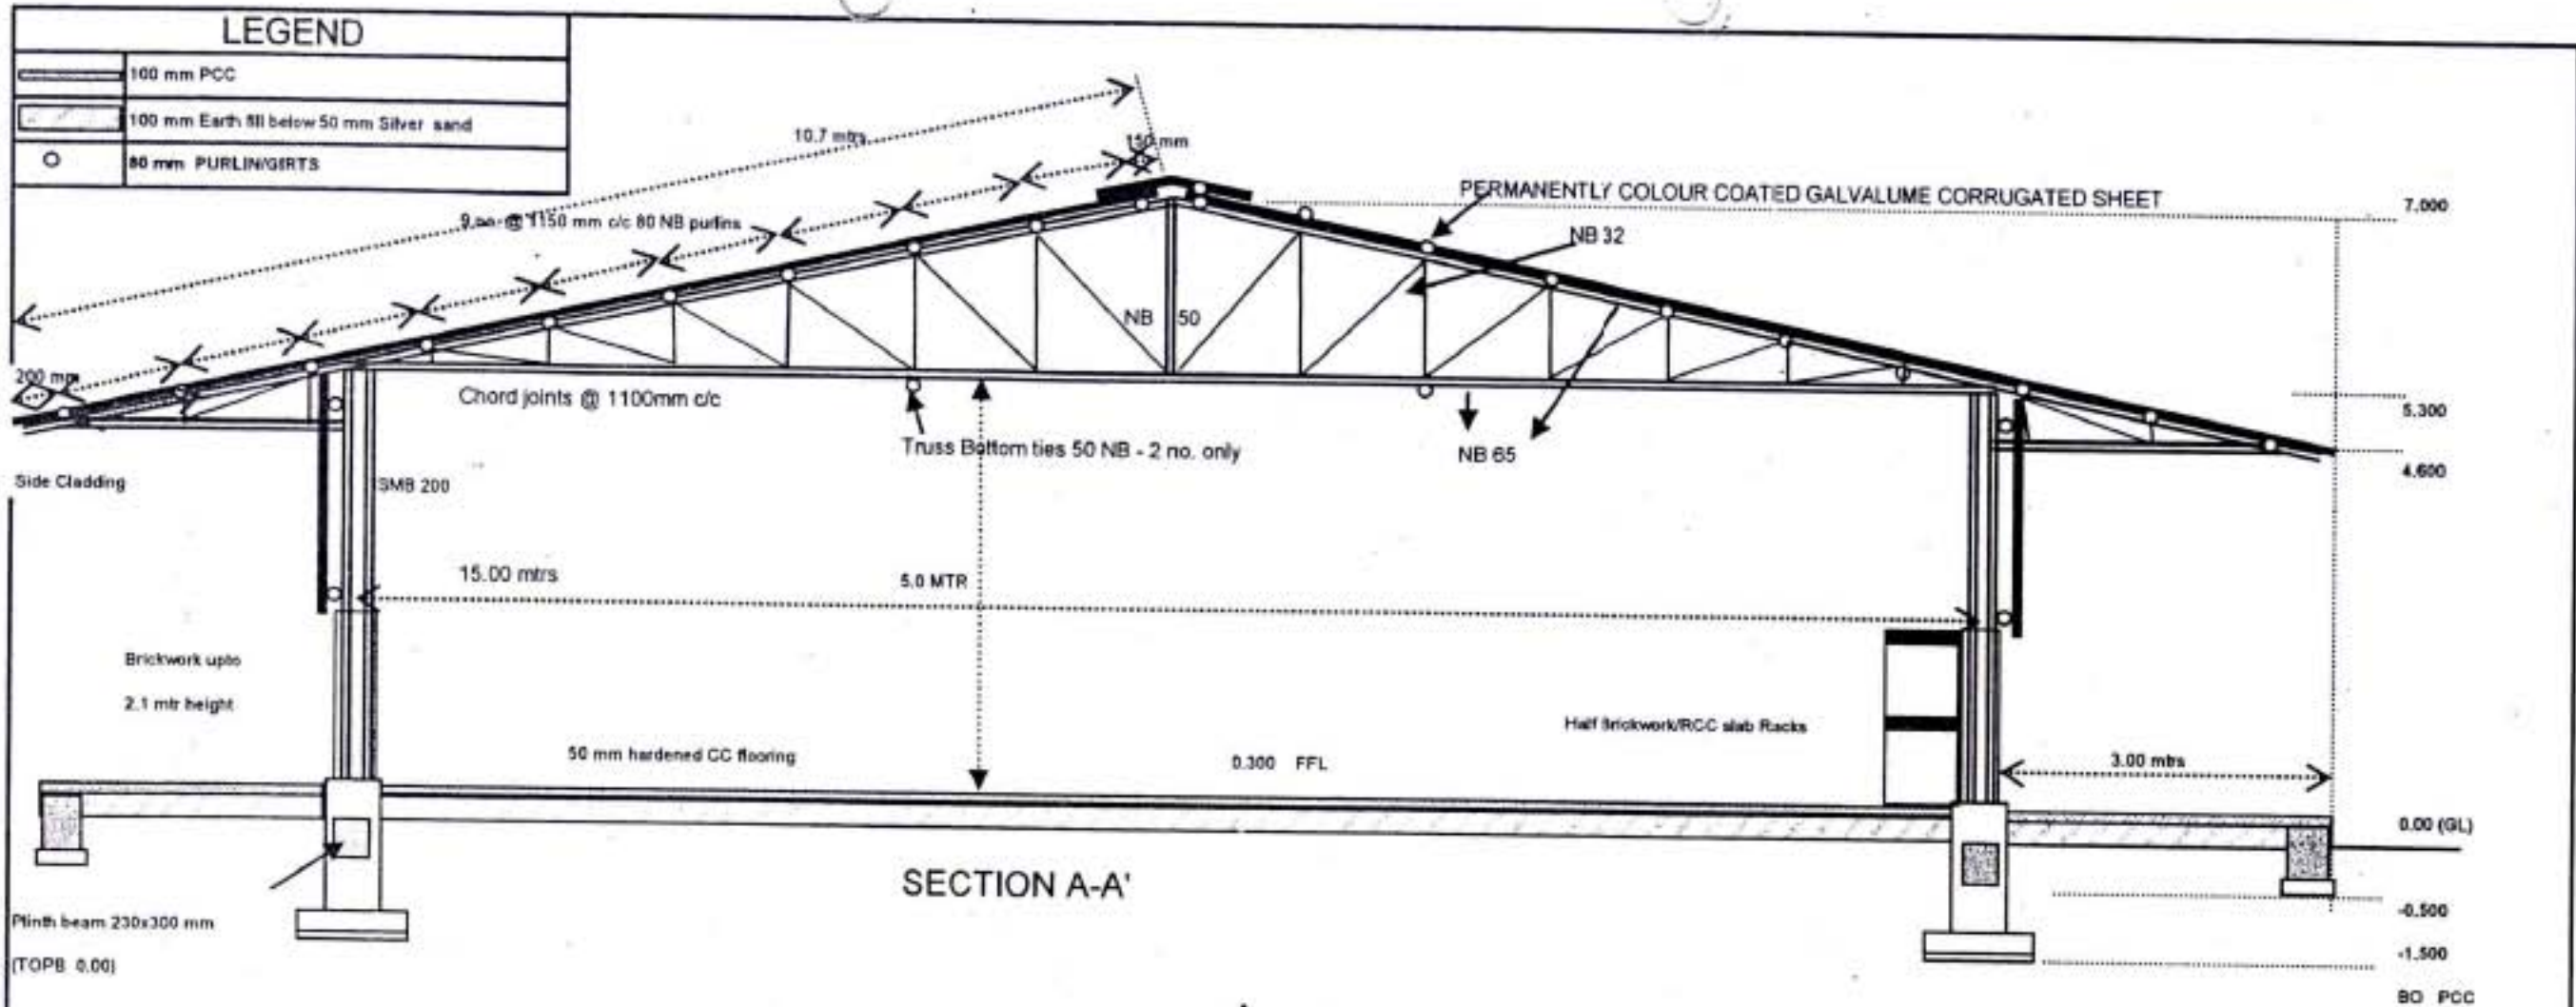 LEGEND
100 mm PCC
100 mm Earth fill below 50 mm Silver sand
80 mm PURLIN/GIRTS
10.7 mtrs
150 mm
9 no. @ 1150 mm c/c 80 NB purlins
PERMANENTLY COLOUR COATED GALVALUME CORRUGATED SHEET
7.000
NB 32
NB 50
200 mm
Chord joints @ 1100mm c/c
5.300
Truss Bottom ties 50 NB - 2 no. only
NB 65
4.600
Side Cladding
SMB 200
15.00 mtrs
5.0 MTR
Brickwork upto
2.1 mtr height
Half Brickwork/RCC slab Racks
50 mm hardened CC flooring
0.300 FFL
3.00 mtrs
0.00 (GL)
SECTION A-A'
Plinth beam 230x300 mm
(TOPB 0.00)
-0.500
-1.500
BO PCC